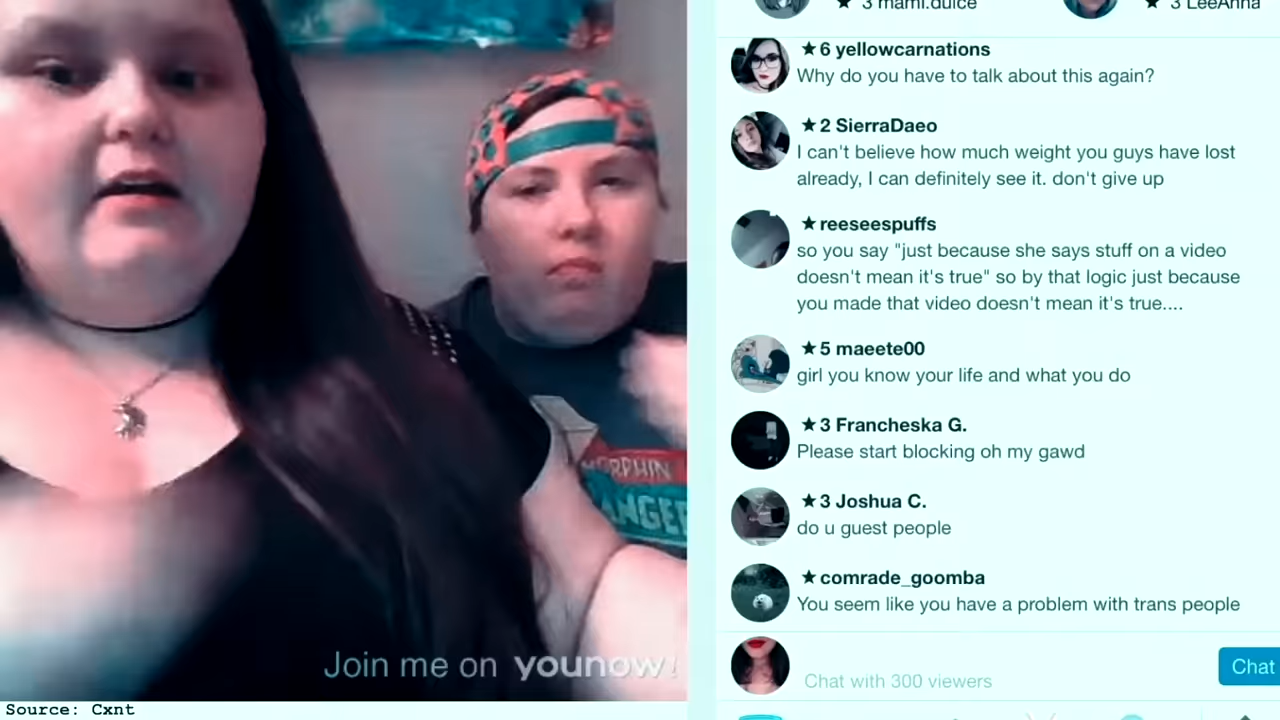 3 mami.dulce
3 LeeAnna
6 yellowcarnations
Why do you have to talk about this again?
2 SierraDaeo
I can't believe how much weight you guys have lost
already, I can definitely see it. don't give up
reeseespuffs
so you say "just because she says stuff on a video
doesn't mean it's true" so by that logic just because
you made that video doesn't mean it's true....
5 maeete00
girl you know your life and what you do
3 Francheska G.
Please start blocking oh my gawd
3 Joshua C.
do u guest people
comrade_goomba
You seem like you have a problem with trans people
Chat with 300 viewers
Chat
MORPHIN
ANGER
Join me on younow!
Source: Cxnt